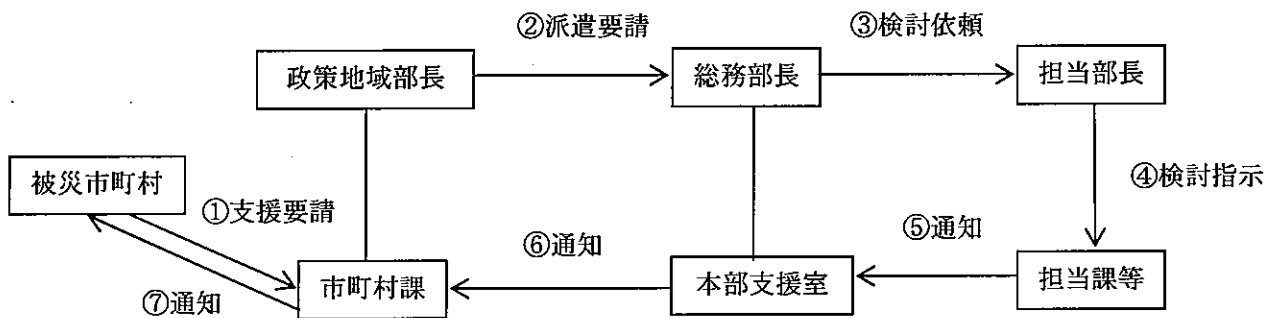 ②派遣要請
③検討依頼
政策地域部長
総務部長
担当部長
被災市町村
①支援要請
④検討指示
⑥通知
⑤通知
⑦通知
市町村課
本部支援室
担当課等